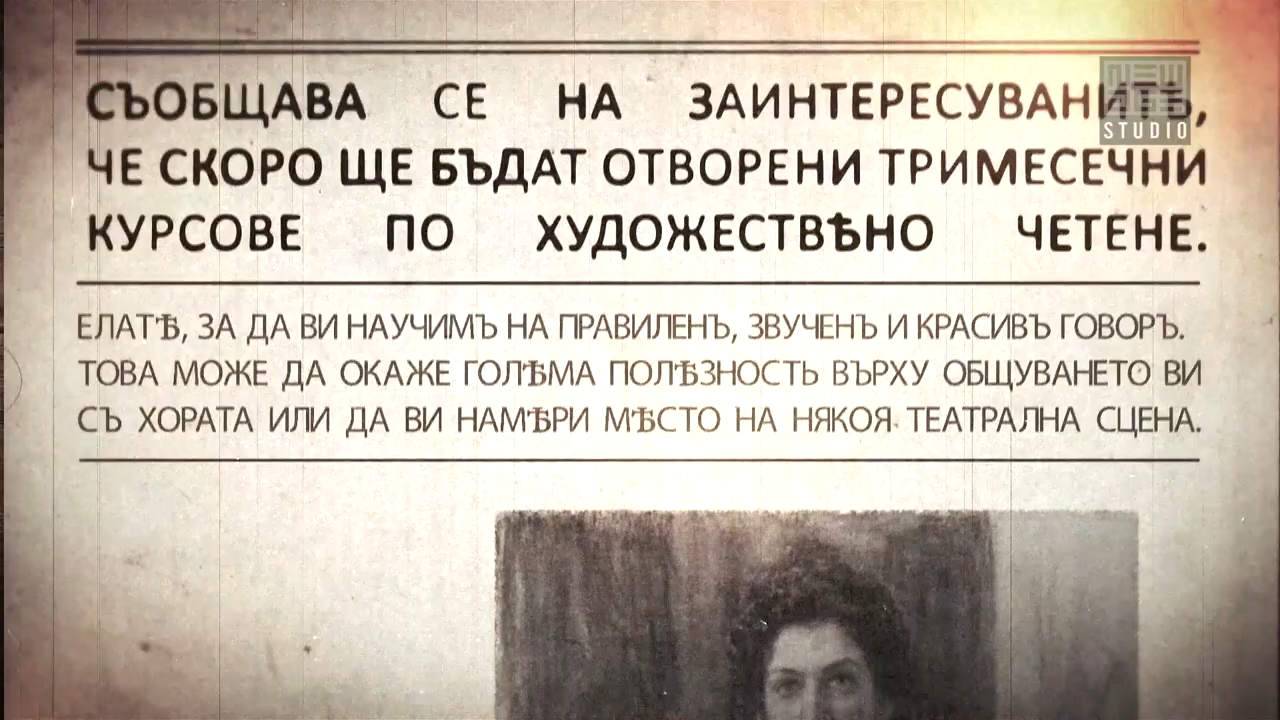 СЪОБЩАВА СЕ НА ЗАИНТЕРЕСУВАНИТѢ,
ЧЕ СКОРО ЩЕ БЪДАТ ОТВОРЕНИ ТРИМЕСЕЧНИ
КУРСОВЕ ПО ХУДОЖЕСТВѢНО ЧЕТЕНЕ.
ЕЛАТѢ, ЗА ДА ВИ НАУЧИМЪ НА ПРАВИЛЕНЪ, ЗВУЧЕНЪ И КРАСИВЪ ГОВОРЪ.
ТОВА МОЖЕ ДА ОКАЖЕ ГОЛѢМА ПОЛѢЗНОСТЬ ВЪРХУ ОБЩУВАНЕТО ВИ
СЪ ХОРАТА ИЛИ ДА ВИ НАМѢРИ МѢСТО НА НЯКОЯ ТЕАТРАЛНА СЦЕНА.
NEW
AGES
STUDIO